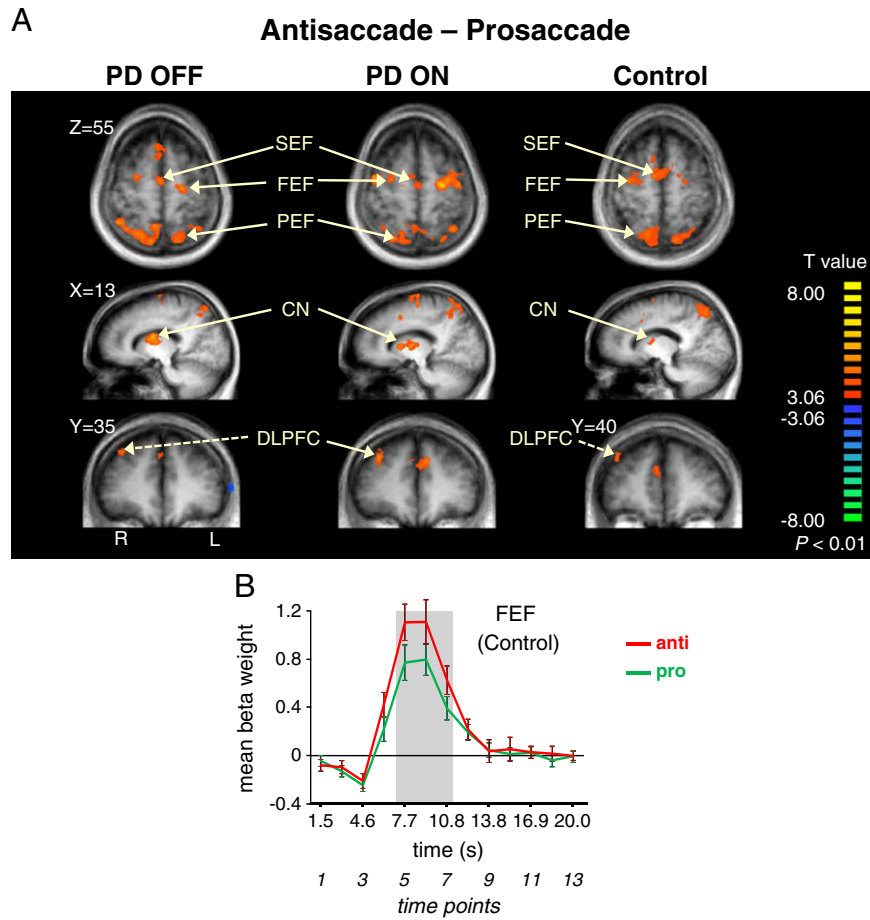 A
Antisaccade – Prosaccade
PD OFF
PD ON
Control
Z=55
SEF
SEF
FEF
FEF
PEF
PEF
X=13
CN
CN
T value
8.00
3.06
-3.06
-8.00
P < 0.01
Y=35
DLPFC
DLPFC
Y=40
R
L
B
FEF
(Control)
anti
pro
mean beta weight
1.2
0.8
0.4
0
-0.4
1.5 4.6 7.7 10.8 13.8 16.9 20.0
time (s)
1 3 5 7 9 11 13
time points